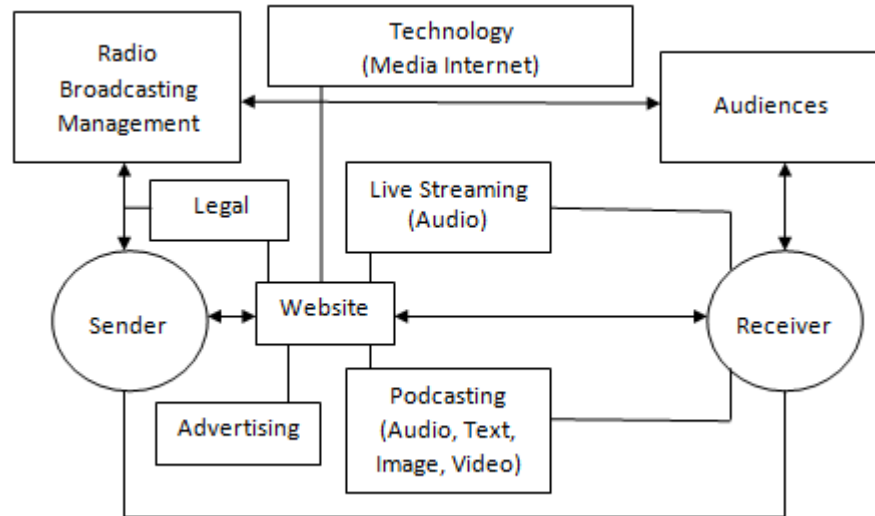 Radio
Broadcasting
Management
Technology
(Media Internet)
Audiences
Legal
Live Streaming
(Audio)
Sender
Website
Receiver
Advertising
Podcasting
(Audio, Text,
Image, Video)